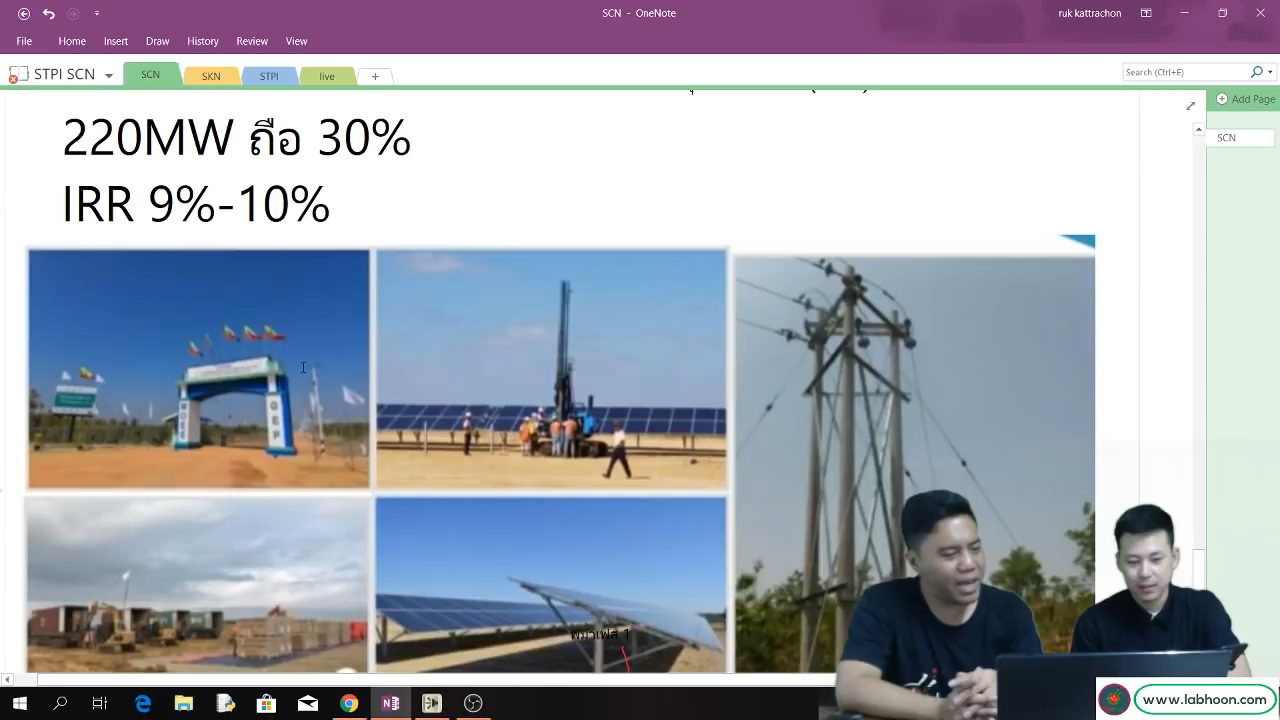 SCN - OneNote
ruk kattrachon
File Home Insert Draw History Review View
STPI SCN
SCN
SKN
STPI
live
Search (Ctrl+E)
Add Page
SCN
220MW ถือ 30%
IRR 9%-10%
GEP
www.labhoon.com